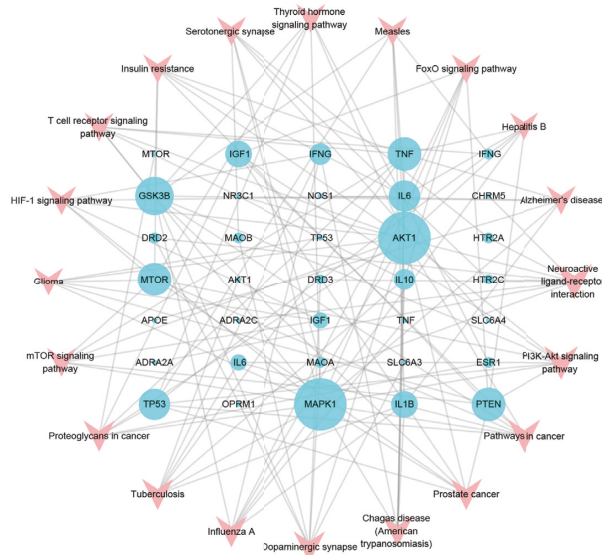 Thyroid hormone
signaling pathway
Serotonergic synapse
Measles
Insulin resistance
FoxO signaling pathway
T cell receptor signaling
pathway
Hepatitis B
MTOR
IGF1
IFNG
TNF
IFNG
HIF-1 signaling pathway
GSK3B
NR3C1
NOS1
IL6
CHRM5
Alzheimer's disease
DRD2
MAOB
TP53
AKT1
HTR2A
Glioma
MTOR
AKT1
DRD3
IL10
HTR2C
Neuroactive
ligand-receptor
interaction
APOE
ADRA2C
IGF1
TNF
SLC6A4
mTOR signaling
pathway
ADRA2A
IL6
MAOA
SLC6A3
ESR1
PI3K-Akt signaling
pathway
TP53
OPRM1
MAPK1
IL1B
PTEN
Proteoglycans in cancer
Pathways in cancer
Tuberculosis
Prostate cancer
Influenza A
Chagas disease
(American
trypanosomiasis)
Dopaminergic synapse